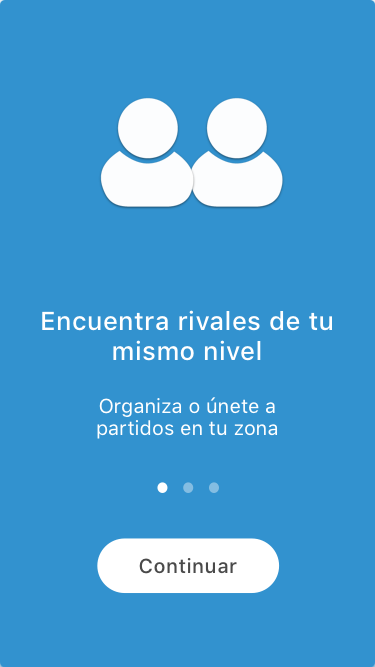 Encuentra rivales de tu
mismo nivel
Organiza o únete a
partidos en tu zona
Continuar